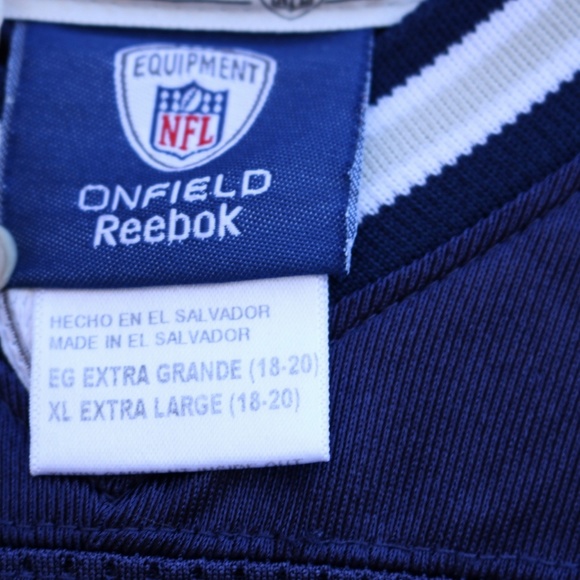 EQUIPMENT
NFL
ONFIELD
Reebok
HECHO EN EL SALVADOR
MADE IN EL SALVADOR
EG EXTRA GRANDE (18-20)
XL EXTRA LARGE (18-20)